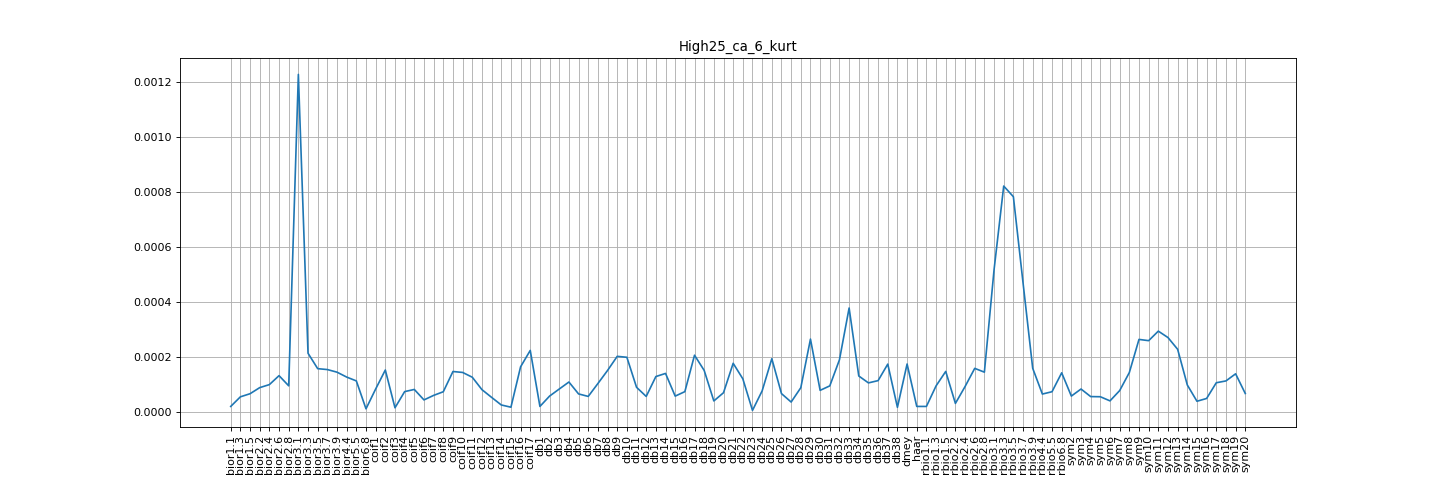 High25_ca_6_kurt
0.0012
0.0010
0.0008
0.0006
0.0004
0.0002
0.0000
bior1.1
bior1.3
bior1.5
bior2.2
bior2.4
bior2.6
bior2.8
bior3.1
bior3.3
bior3.5
bior3.7
bior3.9
bior4.4
bior5.5
bior6.8
coif1
coif2
coif3
coif4
coif5
coif6
coif7
coif8
coif9
coif10
coif11
coif12
coif13
coif14
coif15
coif16
coif17
db1
db2
db3
db4
db5
db6
db7
db8
db9
db10
db11
db12
db13
db14
db15
db16
db17
db18
db19
db20
db21
db22
db23
db24
db25
db26
db27
db28
db29
db30
db31
db32
db33
db34
db35
db36
db37
db38
dmey
haar
rbio1.1
rbio1.3
rbio1.5
rbio2.2
rbio2.4
rbio2.6
rbio2.8
rbio3.1
rbio3.3
rbio3.5
rbio3.7
rbio3.9
rbio4.4
rbio5.5
rbio6.8
sym2
sym3
sym4
sym5
sym6
sym7
sym8
sym9
sym10
sym11
sym12
sym13
sym14
sym15
sym16
sym17
sym18
sym19
sym20